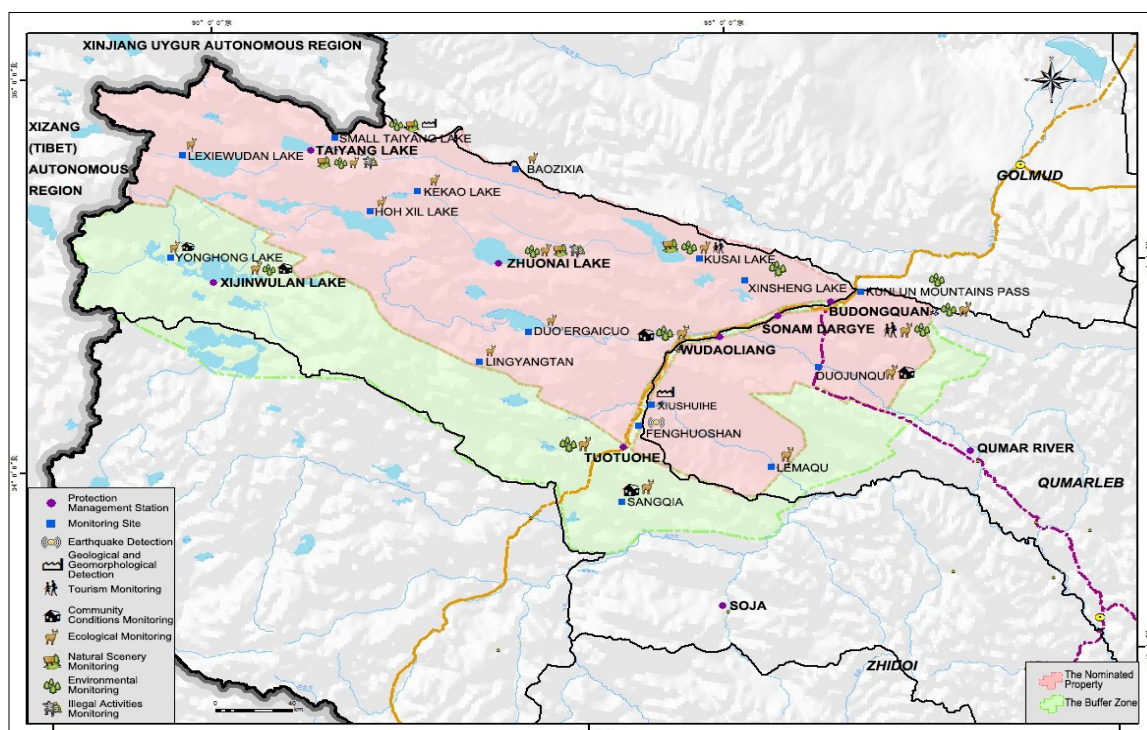 XINJIANG UYGUR AUTONOMOUS REGION
XIZANG
(TIBET)
AUTONOMOUS
REGION
SMALL TAIYANG LAKE
TAIYANG LAKE
LEXIEWUDAN LAKE
BAOZIXIA
KEKAO LAKE
GOLMUD
HOH XIL LAKE
YONGHONG LAKE
ZHUONAI LAKE
KUSAI LAKE
XIJINWULAN LAKE
XINSHENG LAKE
KUNLUN MOUNTAINS PASS
BUDONGQUAN
SONAM DARGYE
DUO ERGAICUO
WUDAOLIANG
LINGYANGTAN
DUOJUNQU
XIUSHUIHE
FENGHUOSHAN
TUOTUOHE
QUMAR RIVER
LEMAQU
QUMARLEB
SANGQIA
SOJA
ZHIDOI
Protection
Management Station
Monitoring Site
Earthquake Detection
Geological and
Geomorphological
Detection
Tourism Monitoring
Community
Conditions Monitoring
Ecological Monitoring
Natural Scenery
Monitoring
Environmental
Monitoring
Illegal Activities
Monitoring
0
40
km
The Nominated
Property
The Buffer Zone